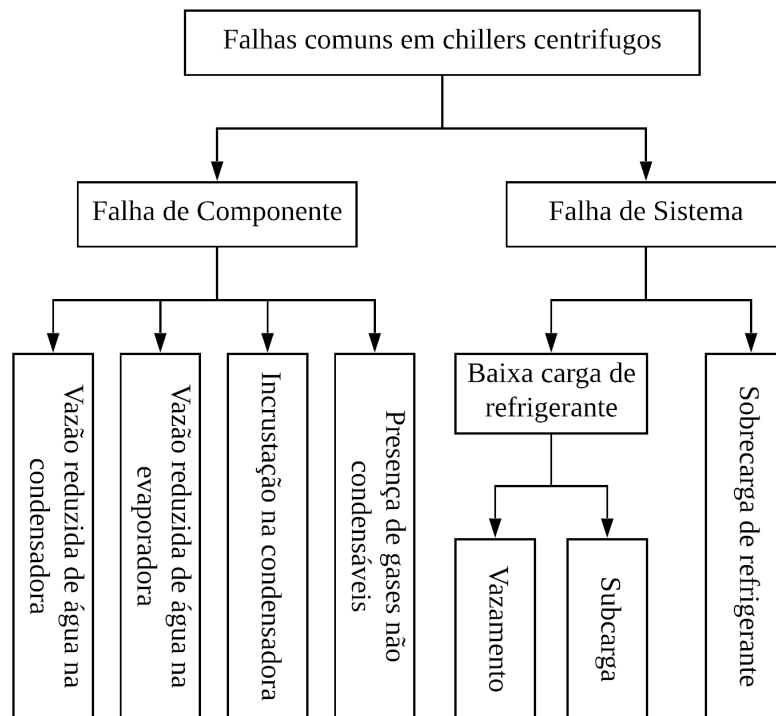 Falhas comuns em chillers centrifugos
Falha de Componente
Falha de Sistema
Vazão reduzida de água na
condensadora
Vazão reduzida de água na
evaporadora
Incrustação na condensadora
Presença de gases não
condensáveis
Baixa carga de
refrigerante
Vazamento
Subcarga
Sobrecarga de refrigerante